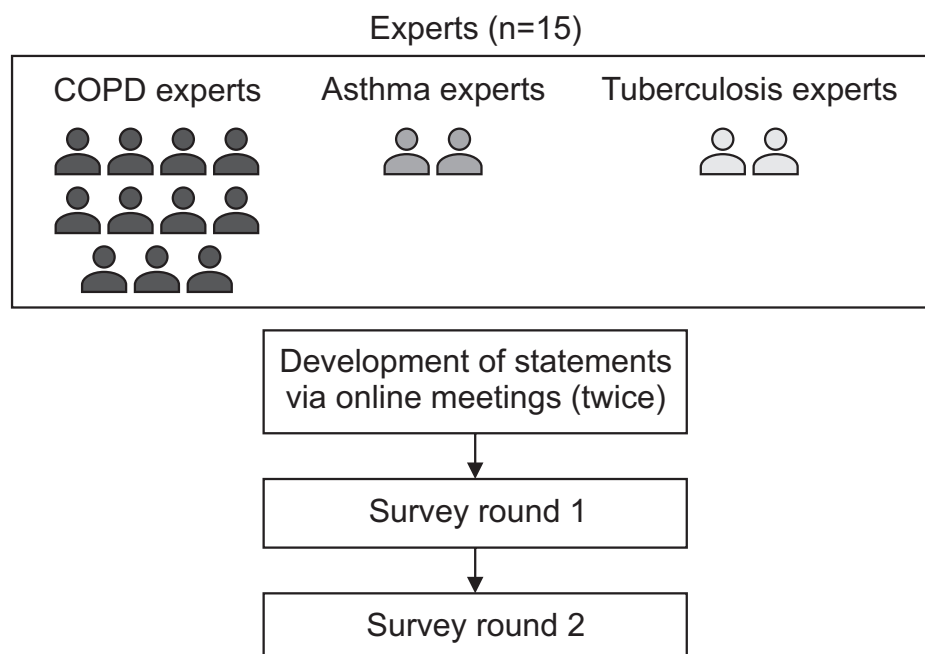 Experts (n=15)
COPD experts
Asthma experts
Tuberculosis experts
Development of statements
via online meetings (twice)
Survey round 1
Survey round 2